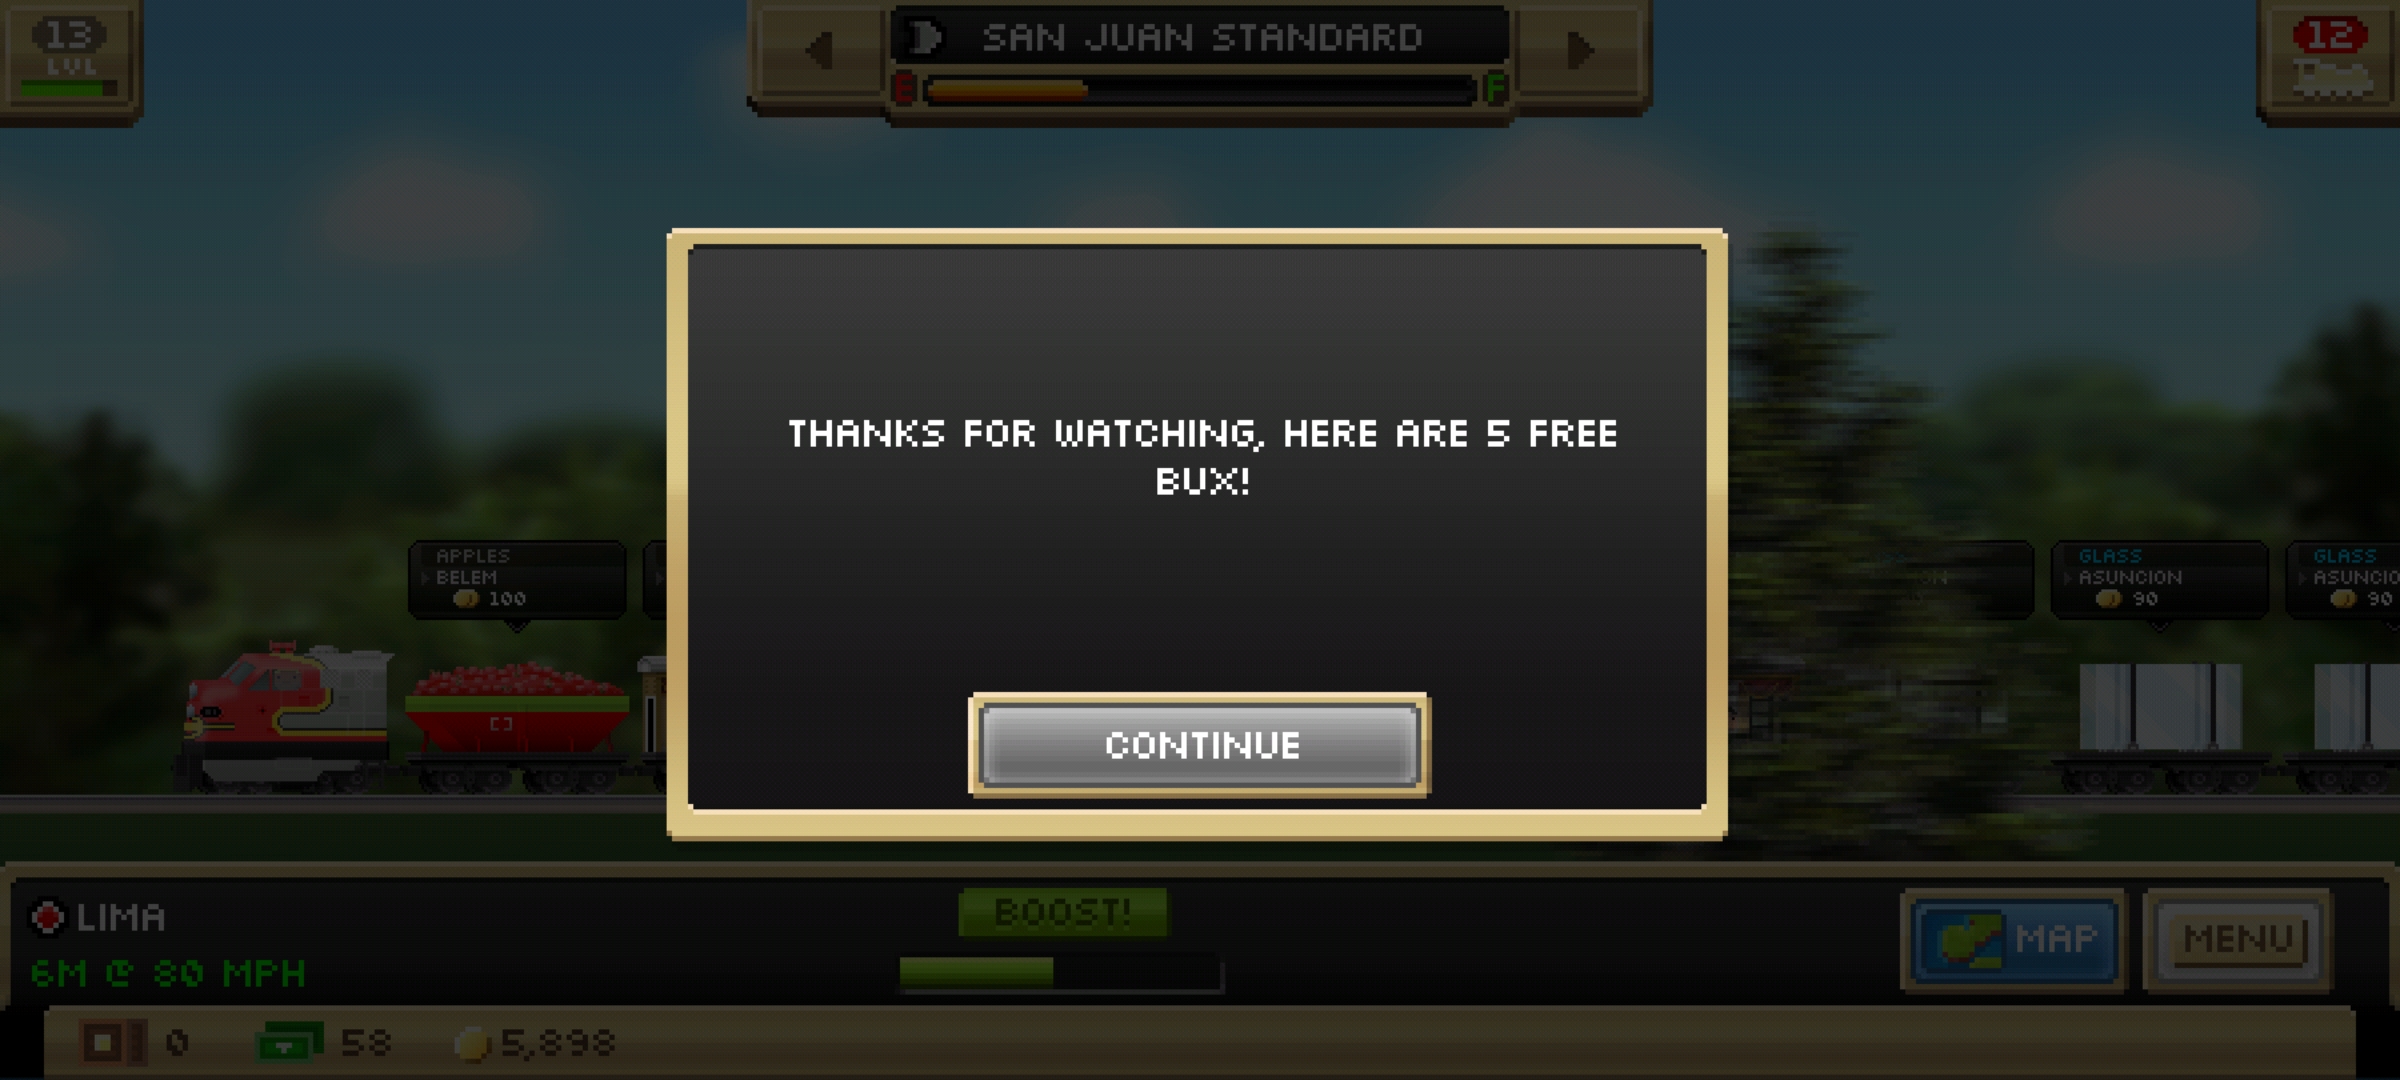 13
LVL
SAN JUAN STANDARD
E
F
12
THANKS FOR WATCHING, HERE ARE 5 FREE
BUX!
CONTINUE
APPLES
BELEM
100
GLASS
ASUNCION
90
GLASS
ASUNCIO
90
LIMA
6M @ 80 MPH
BOOST!
MAP
MENU
0
58
5,898